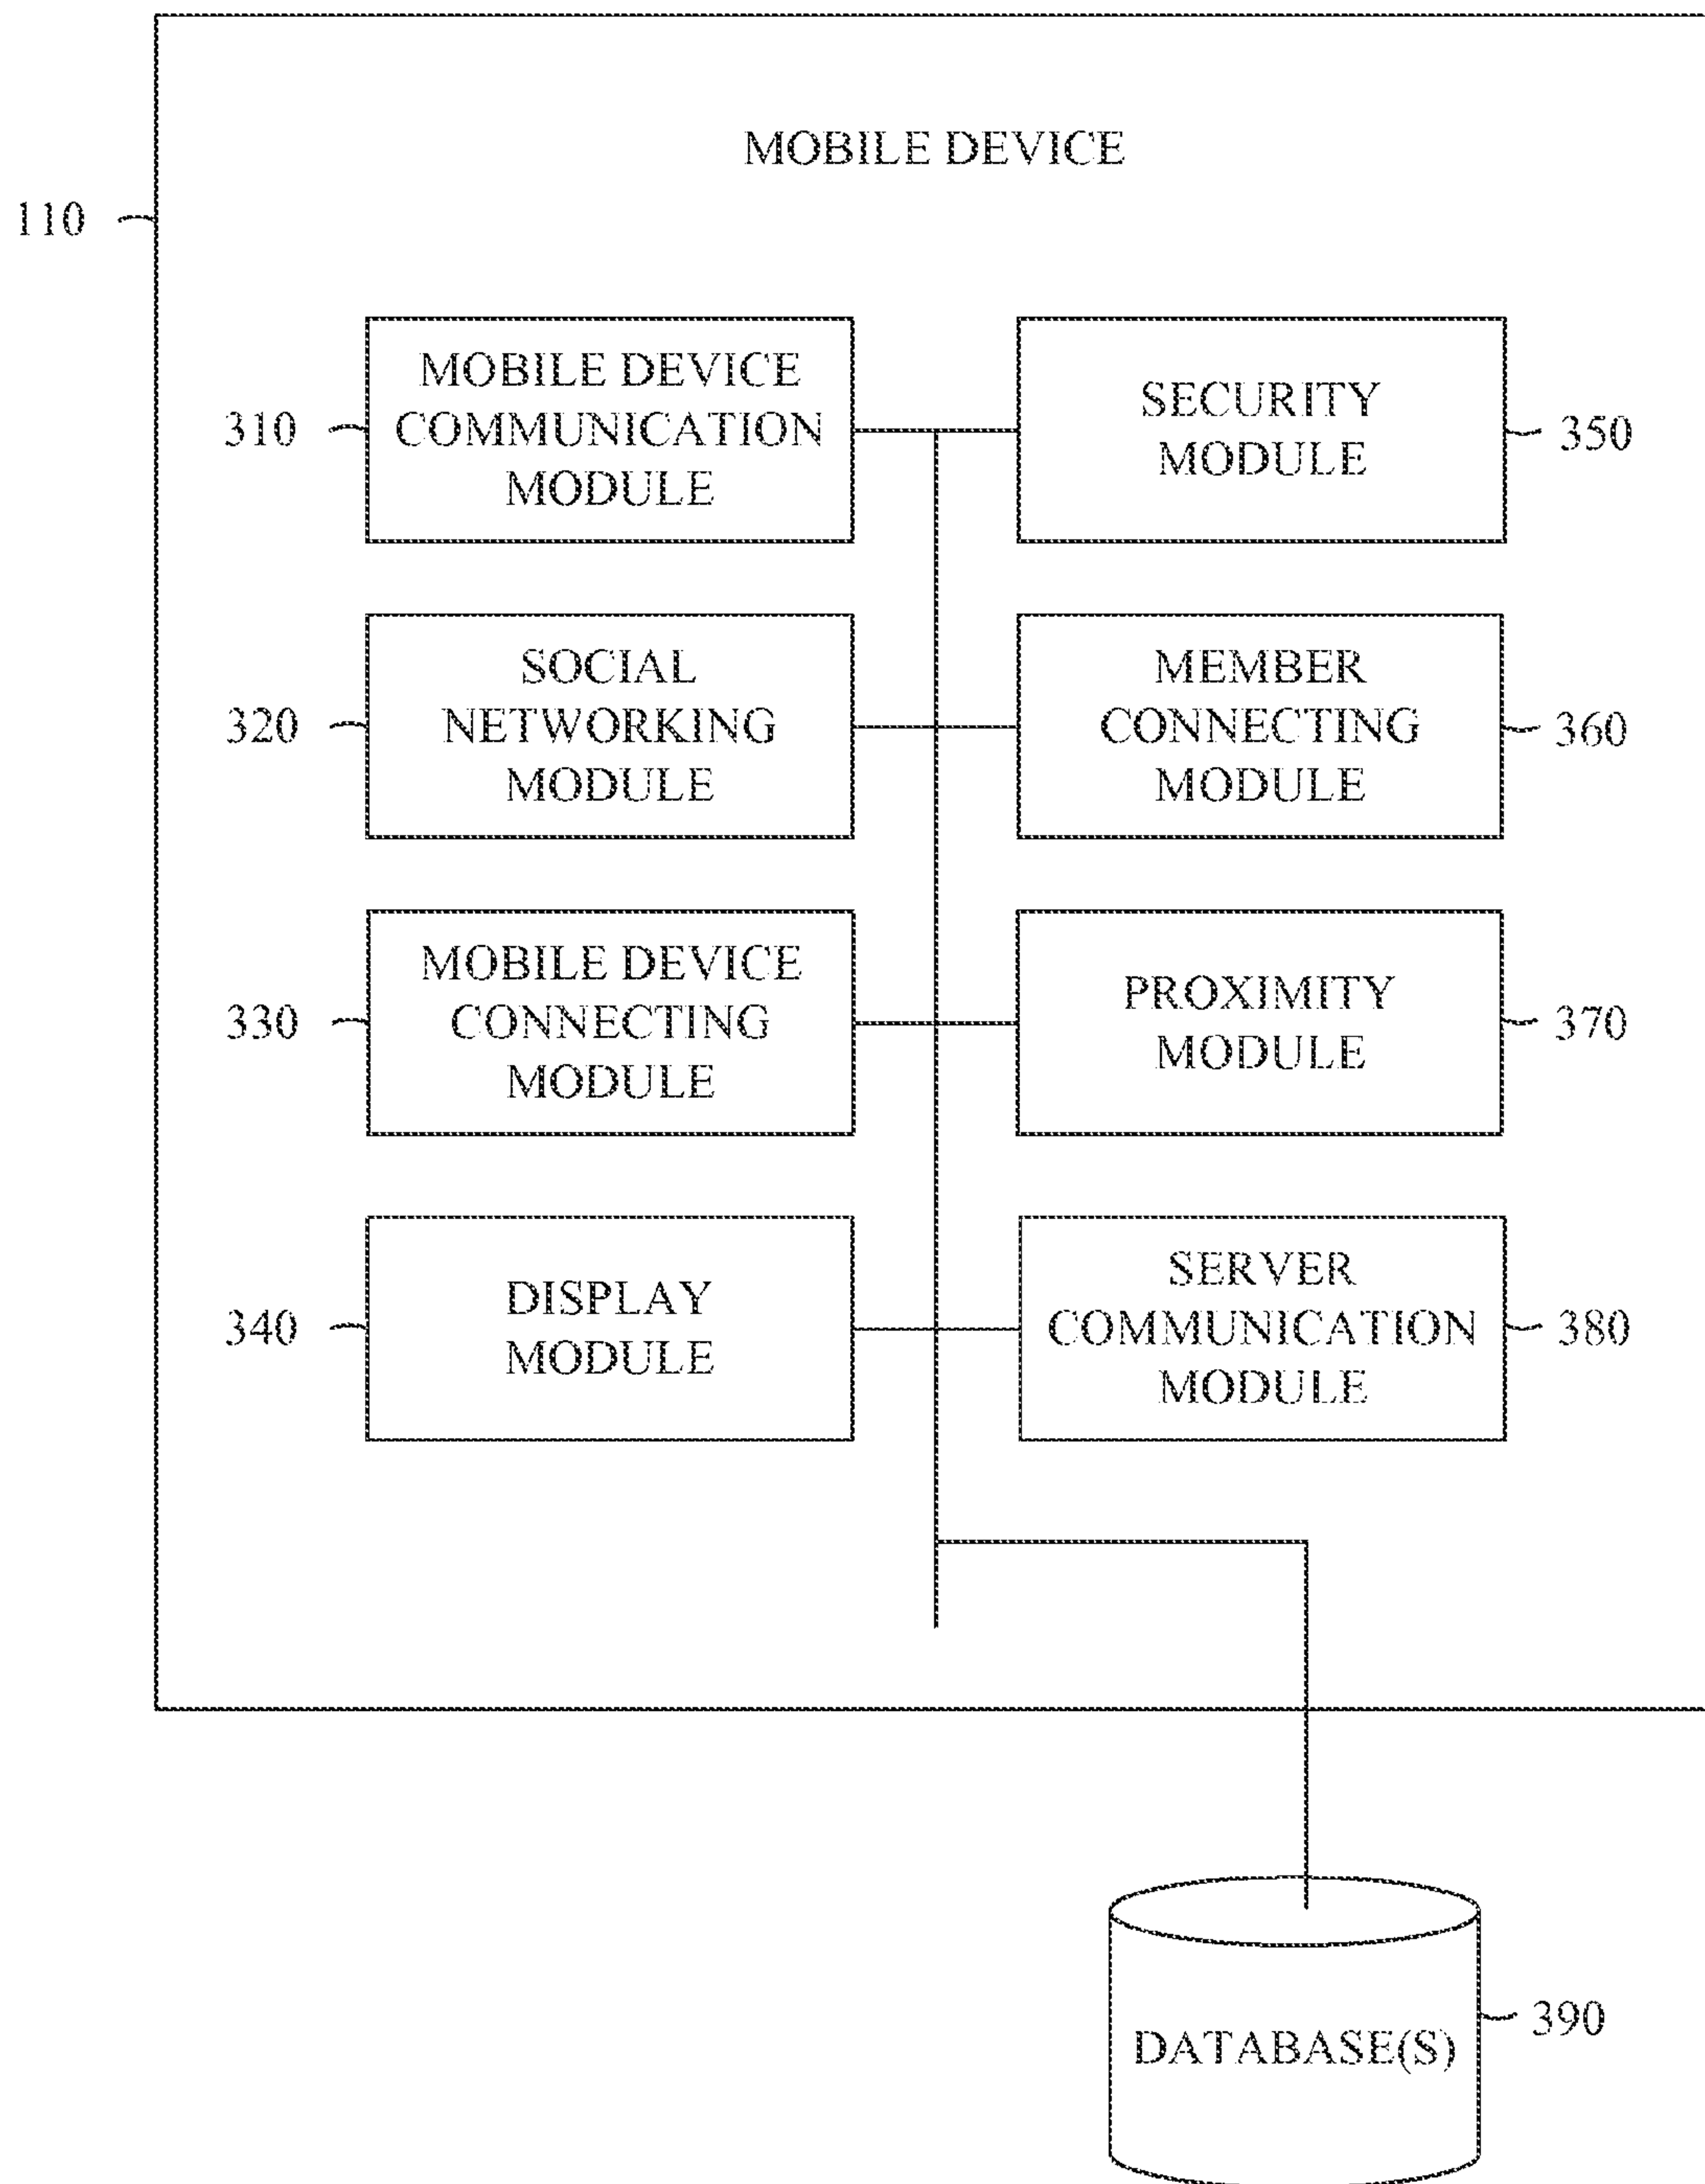 MOBILE DEVICE
110
MOBILE DEVICE
COMMUNICATION
MODULE
310
SECURITY
MODULE
350
SOCIAL
NETWORKING
MODULE
320
MEMBER
CONNECTING
MODULE
360
MOBILE DEVICE
CONNECTING
MODULE
330
PROXIMITY
MODULE
370
DISPLAY
MODULE
340
SERVER
COMMUNICATION
MODULE
380
DATABASE(S)
390